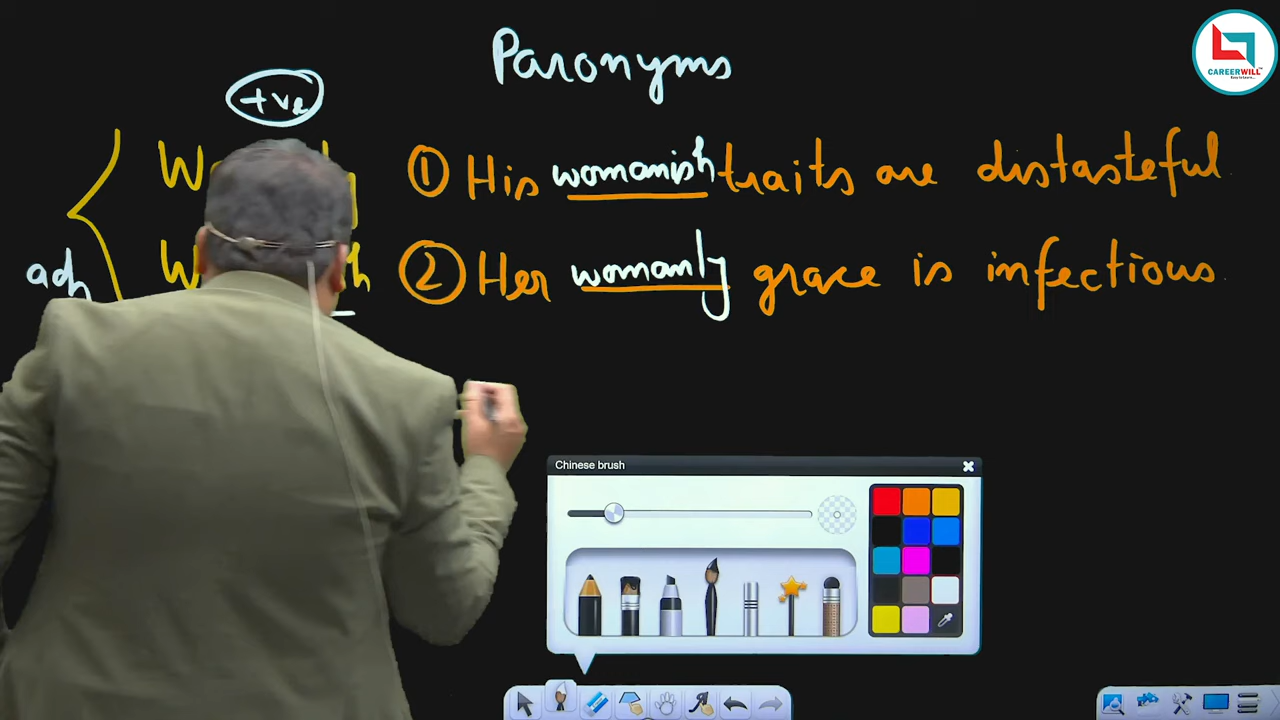 Paronyms
CAREERWILL
+ve
① His womanish traits are distasteful
adj
② Her womanly grace is infectious.
Chinese brush